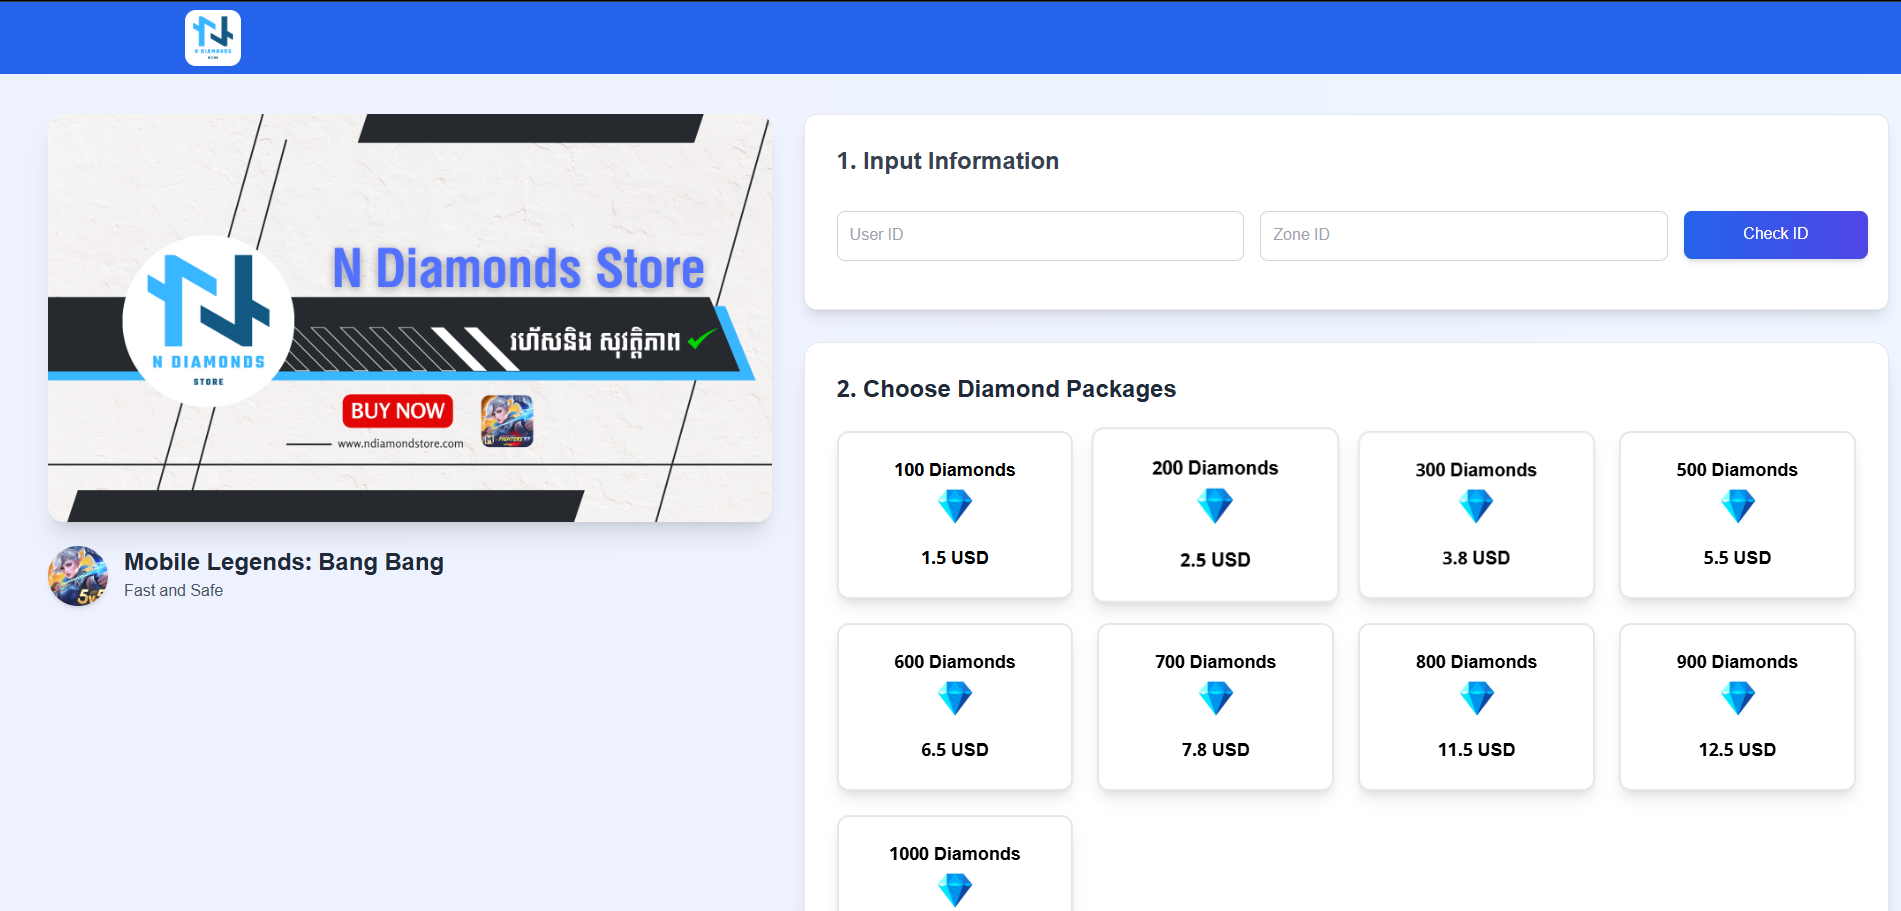 N DIAMONDS
STORE
N Diamonds Store
រហ័សនិង សុវត្ថិភាព
N DIAMONDS
STORE
BUY NOW
www.ndiamondstore.com
Mobile Legends: Bang Bang
Fast and Safe
1. Input Information
User ID
Zone ID
Check ID
2. Choose Diamond Packages
100 Diamonds
1.5 USD
200 Diamonds
2.5 USD
300 Diamonds
3.8 USD
500 Diamonds
5.5 USD
600 Diamonds
6.5 USD
700 Diamonds
7.8 USD
800 Diamonds
11.5 USD
900 Diamonds
12.5 USD
1000 Diamonds